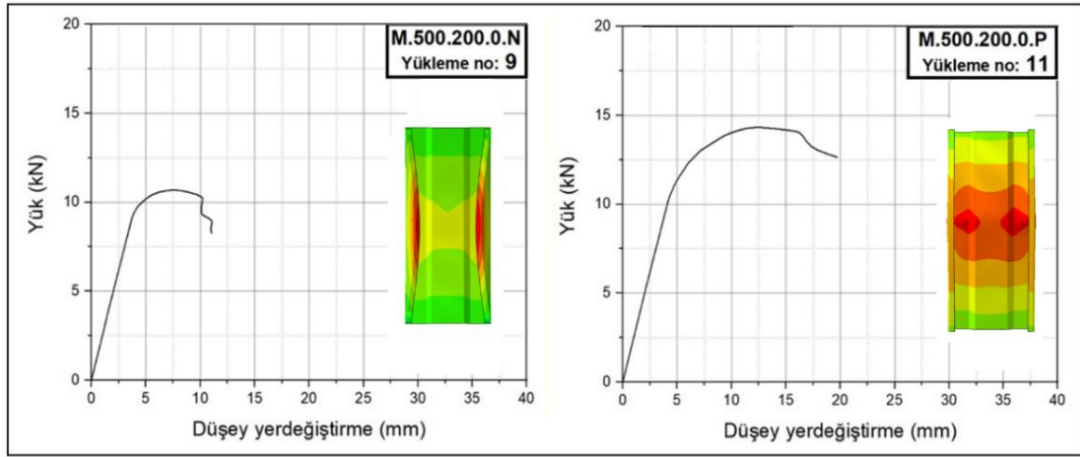 M.500.200.0.N
Yükleme no: 9
20
15
10
5
0
Yük (kN)
0 5 10 15 20 25 30 35 40
Düşey yerdeğiştirme (mm)
M.500.200.0.P
Yükleme no: 11
20
15
10
5
0
Yük (kN)
0 5 10 15 20 25 30 35 40
Düşey yerdeğiştirme (mm)